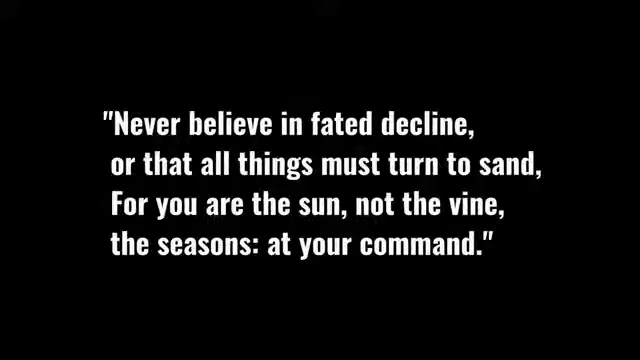 "Never believe in fated decline,
or that all things must turn to sand,
For you are the sun, not the vine,
the seasons: at your command."